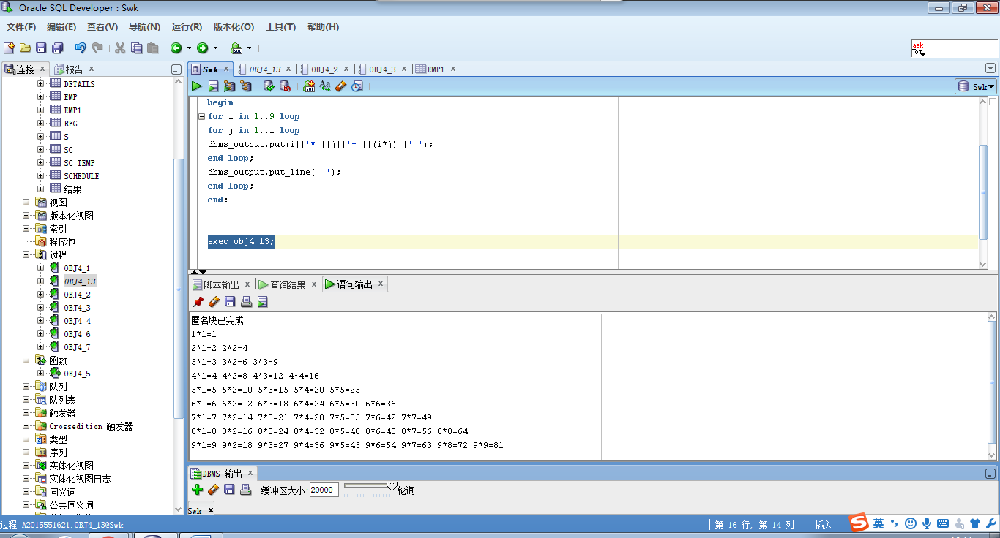 Oracle SQL Developer : Swk
文件(F) 编辑(E) 查看(V) 导航(N) 运行(R) 版本化(O) 工具(T) 帮助(H)
ask
Tom
连接 x 报告 x
Swk x OBJ4_13 x OBJ4_2 x OBJ4_3 x EMP1 x
Swk
DETAILS
EMP
EMP1
REG
S
SC
SC_TEMP
SCHEDULE
结果
视图
版本化视图
索引
程序包
过程
OBJ4_1
OBJ4_13
OBJ4_2
OBJ4_3
OBJ4_4
OBJ4_6
OBJ4_7
函数
OBJ4_5
队列
队列表
触发器
Crossedition 触发器
类型
序列
实体化视图
实体化视图日志
同义词
公共同义词
begin
for i in 1..9 loop
for j in 1..i loop
dbms_output.put(i||'*'||j||'='||(i*j)||' ');
end loop;
dbms_output.put_line(' ');
end loop;
end;
exec obj4_13;
脚本输出 x 查询结果 x 语句输出 x
匿名块已完成
1*1=1
2*1=2 2*2=4
3*1=3 3*2=6 3*3=9
4*1=4 4*2=8 4*3=12 4*4=16
5*1=5 5*2=10 5*3=15 5*4=20 5*5=25
6*1=6 6*2=12 6*3=18 6*4=24 6*5=30 6*6=36
7*1=7 7*2=14 7*3=21 7*4=28 7*5=35 7*6=42 7*7=49
8*1=8 8*2=16 8*3=24 8*4=32 8*5=40 8*6=48 8*7=56 8*8=64
9*1=9 9*2=18 9*3=27 9*4=36 9*5=45 9*6=54 9*7=63 9*8=72 9*9=81
DBMS 输出 x
缓冲区大小: 20000 轮询
Swk x
过程 A2015551621.OBJ4_13@Swk
第 16 行, 第 14 列 插入
英